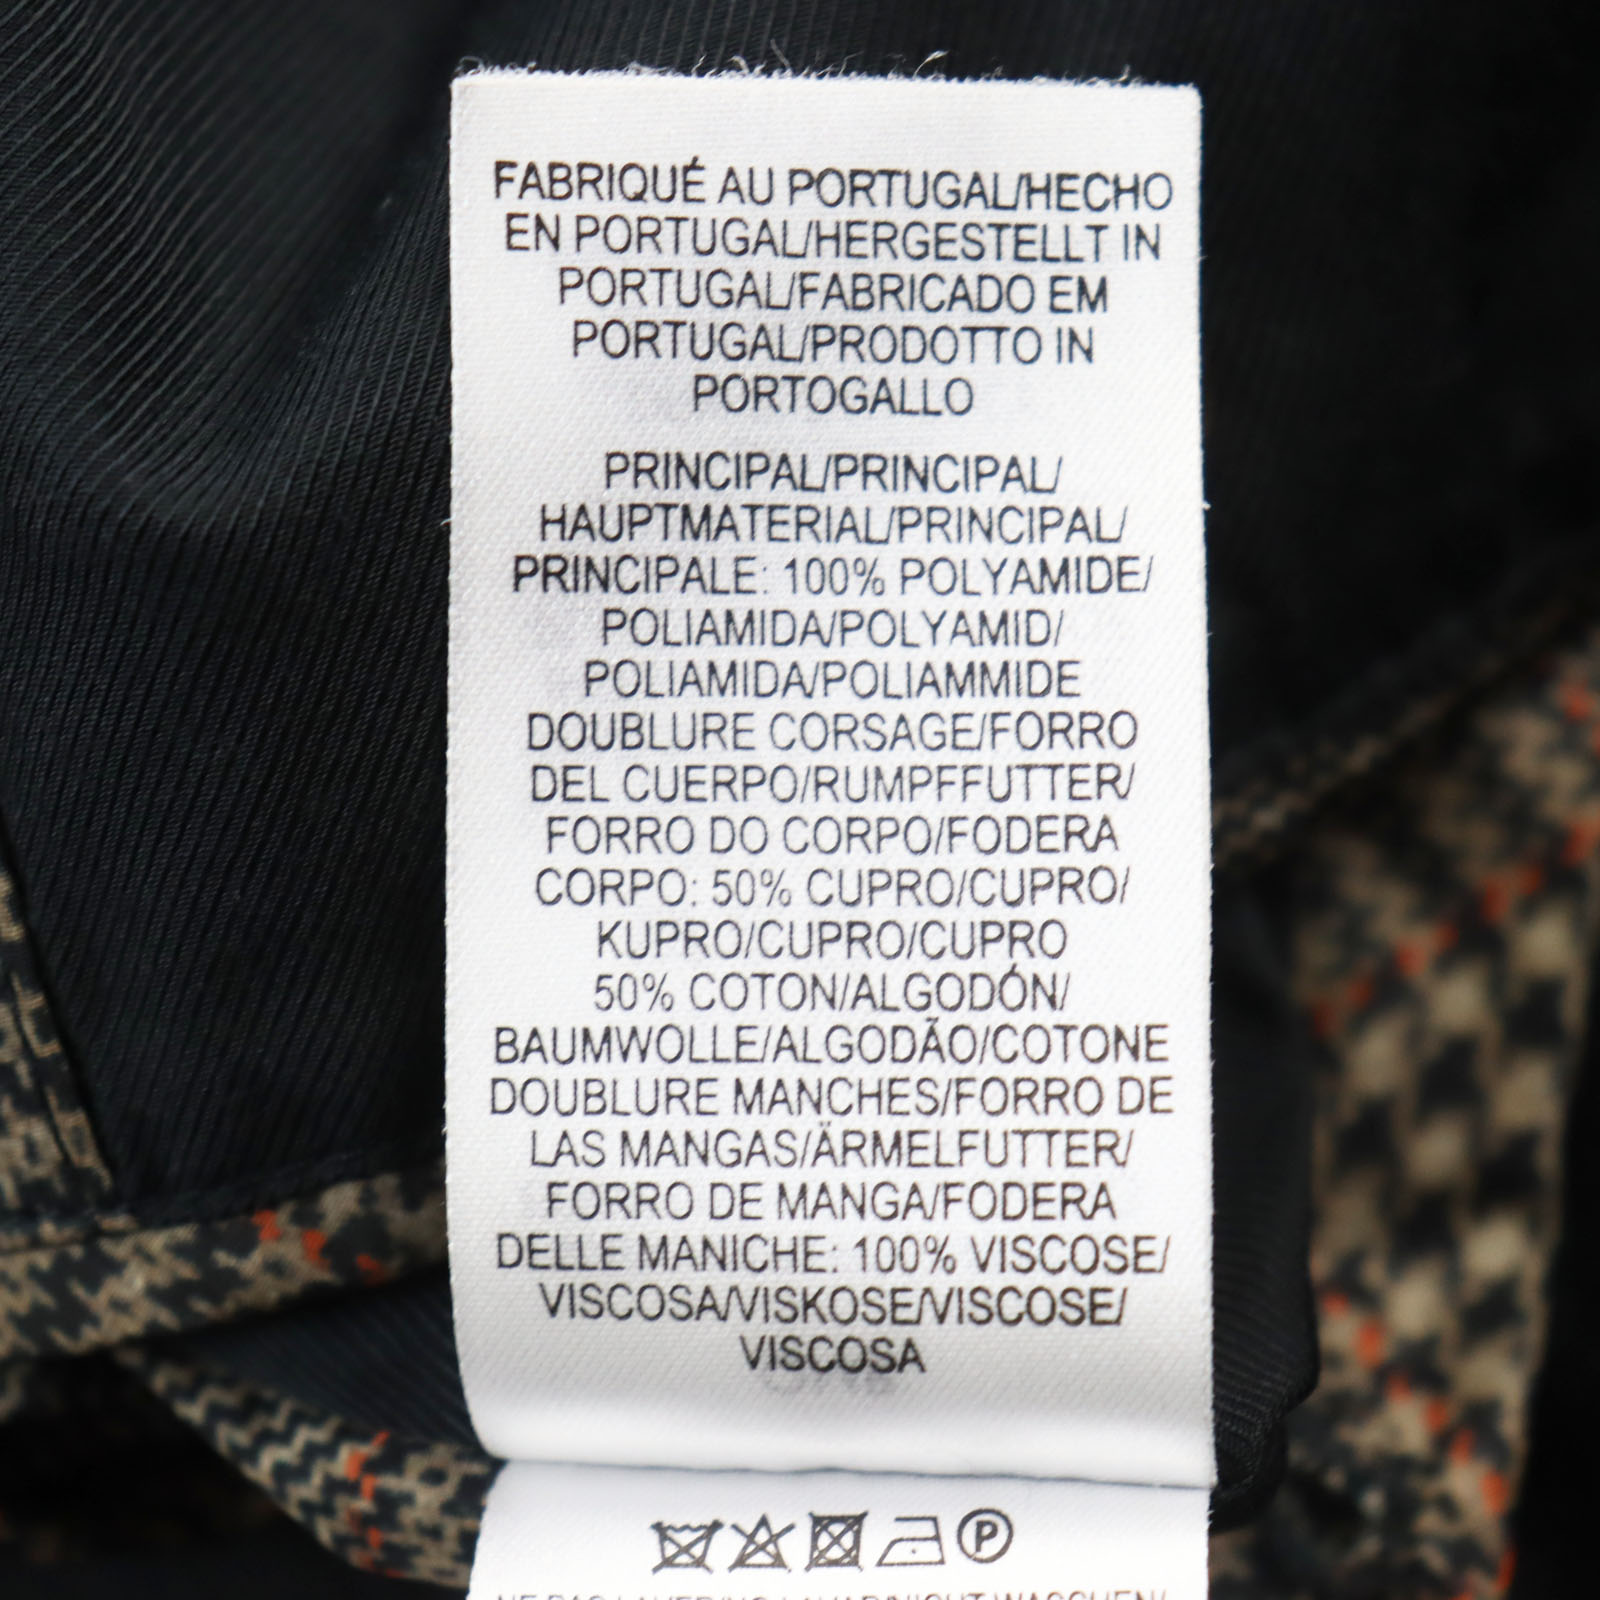 FABRIQUÉ AU PORTUGAL/HECHO
EN PORTUGAL/HERGESTELLT IN
PORTUGAL/FABRICADO EM
PORTUGAL/PRODOTTO IN
PORTOGALLO
PRINCIPAL/PRINCIPAL/
HAUPTMATERIAL/PRINCIPAL/
PRINCIPALE: 100% POLYAMIDE/
POLIAMIDA/POLYAMID/
POLIAMIDA/POLIAMMIDE
DOUBLURE CORSAGE/FORRO
DEL CUERPO/RUMPFFUTTER/
FORRO DO CORPO/FODERA
CORPO: 50% CUPRO/CUPRO/
KUPRO/CUPRO/CUPRO
50% COTON/ALGODÓN/
BAUMWOLLE/ALGODÃO/COTONE
DOUBLURE MANCHES/FORRO DE
LAS MANGAS/ÄRMELFUTTER/
FORRO DE MANGA/FODERA
DELLE MANICHE: 100% VISCOSE/
VISCOSA/VISKOSE/VISCOSE/
VISCOSA
P